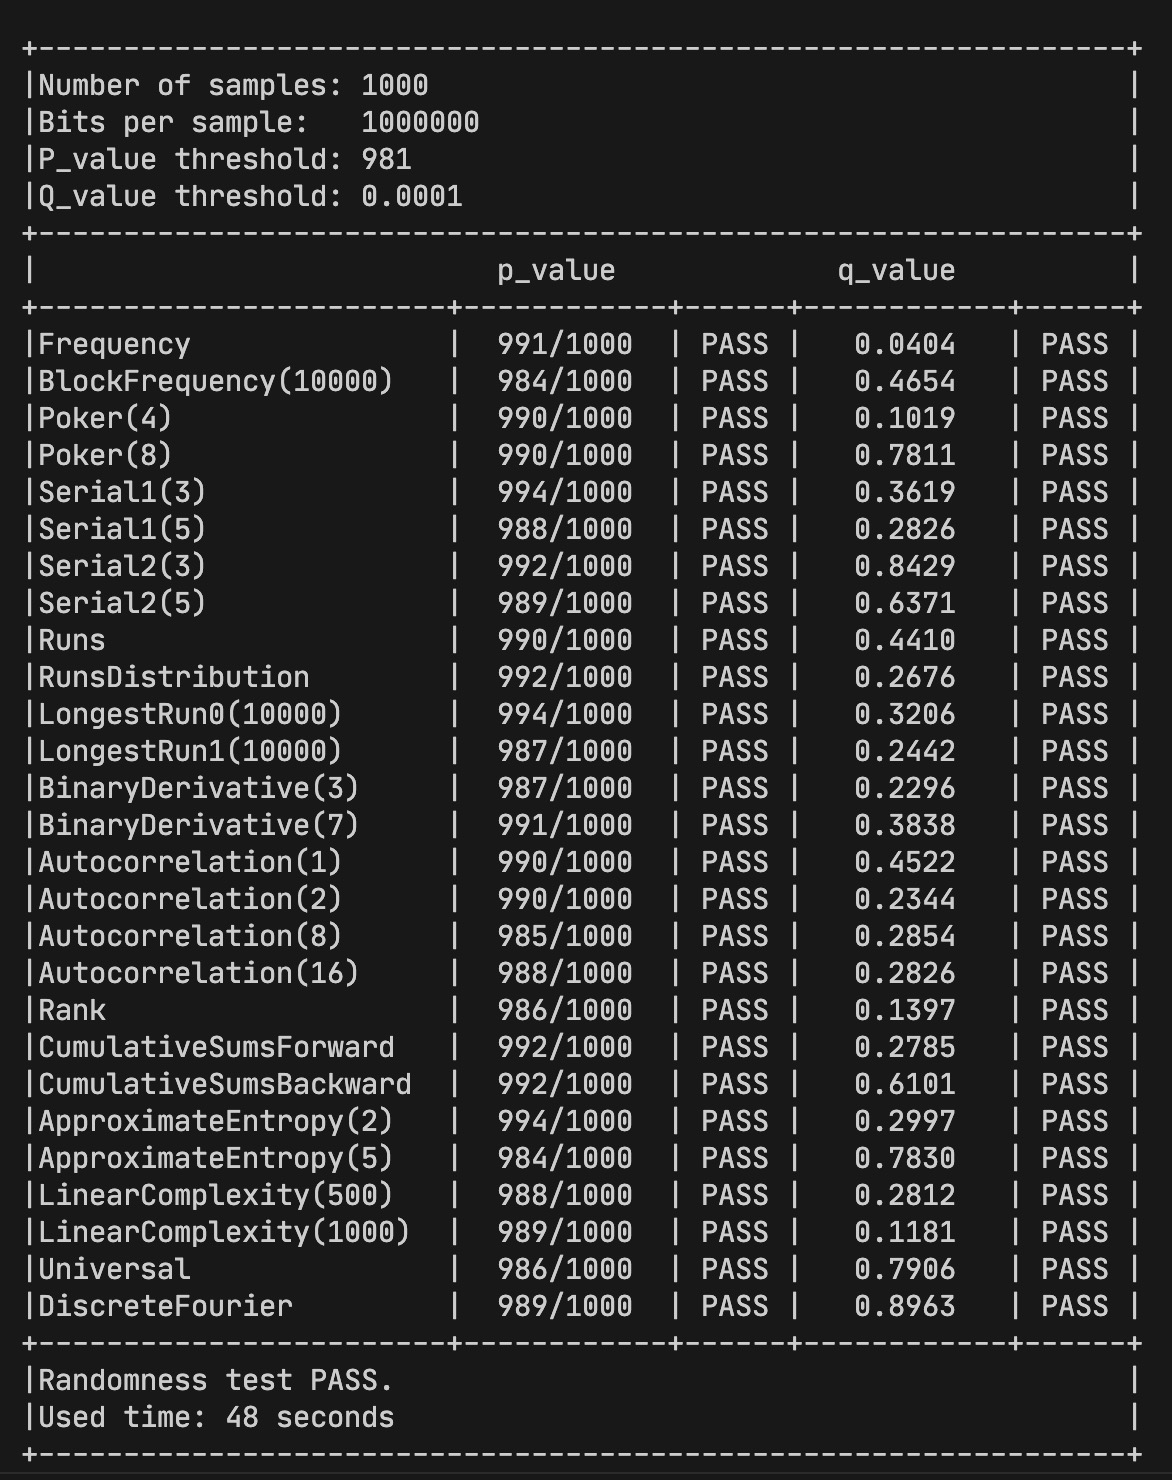 +----------------------------------------------------------------+
|Number of samples: 1000                                         |
|Bits per sample:   1000000                                      |
|P_value threshold: 981                                          |
|Q_value threshold: 0.0001                                       |
+----------------------------------------------------------------+
|                           p_value             q_value          |
+------------------------+------------+------+------------+------+
|Frequency               |  991/1000  | PASS |   0.0404   | PASS |
|BlockFrequency(10000)   |  984/1000  | PASS |   0.4654   | PASS |
|Poker(4)                |  990/1000  | PASS |   0.1019   | PASS |
|Poker(8)                |  990/1000  | PASS |   0.7811   | PASS |
|Serial1(3)              |  994/1000  | PASS |   0.3619   | PASS |
|Serial1(5)              |  988/1000  | PASS |   0.2826   | PASS |
|Serial2(3)              |  992/1000  | PASS |   0.8429   | PASS |
|Serial2(5)              |  989/1000  | PASS |   0.6371   | PASS |
|Runs                    |  990/1000  | PASS |   0.4410   | PASS |
|RunsDistribution        |  992/1000  | PASS |   0.2676   | PASS |
|LongestRun0(10000)      |  994/1000  | PASS |   0.3206   | PASS |
|LongestRun1(10000)      |  987/1000  | PASS |   0.2442   | PASS |
|BinaryDerivative(3)     |  987/1000  | PASS |   0.2296   | PASS |
|BinaryDerivative(7)     |  991/1000  | PASS |   0.3838   | PASS |
|Autocorrelation(1)      |  990/1000  | PASS |   0.4522   | PASS |
|Autocorrelation(2)      |  990/1000  | PASS |   0.2344   | PASS |
|Autocorrelation(8)      |  985/1000  | PASS |   0.2854   | PASS |
|Autocorrelation(16)     |  988/1000  | PASS |   0.2826   | PASS |
|Rank                    |  986/1000  | PASS |   0.1397   | PASS |
|CumulativeSumsForward   |  992/1000  | PASS |   0.2785   | PASS |
|CumulativeSumsBackward  |  992/1000  | PASS |   0.6101   | PASS |
|ApproximateEntropy(2)   |  994/1000  | PASS |   0.2997   | PASS |
|ApproximateEntropy(5)   |  984/1000  | PASS |   0.7830   | PASS |
|LinearComplexity(500)   |  988/1000  | PASS |   0.2812   | PASS |
|LinearComplexity(1000)  |  989/1000  | PASS |   0.1181   | PASS |
|Universal               |  986/1000  | PASS |   0.7906   | PASS |
|DiscreteFourier         |  989/1000  | PASS |   0.8963   | PASS |
+------------------------+------------+------+------------+------+
|Randomness test PASS.                                           |
|Used time: 48 seconds                                           |
+----------------------------------------------------------------+